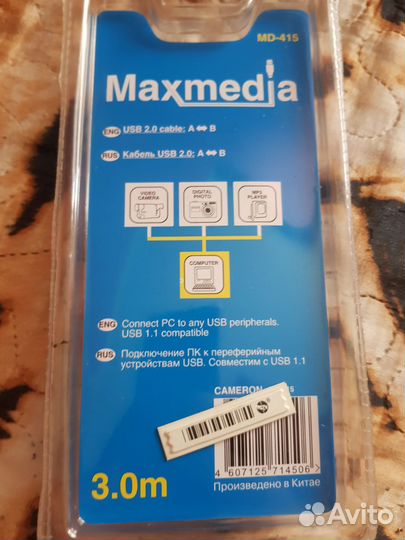 MD-415
Maxmedia
ENG USB 2.0 cable: A ⇔ B
RUS Кабель USB 2.0: A ⇔ B
VIDEO CAMERA
DIGITAL PHOTO
MP3 PLAYER
COMPUTER
ENG Connect PC to any USB peripherals.
USB 1.1 compatible
RUS Подключение ПК к переферийным
устройствам USB. Совместим с USB 1.1
CAMERON
4 607125 714506 >
3.0m
Произведено в Китае
Avito